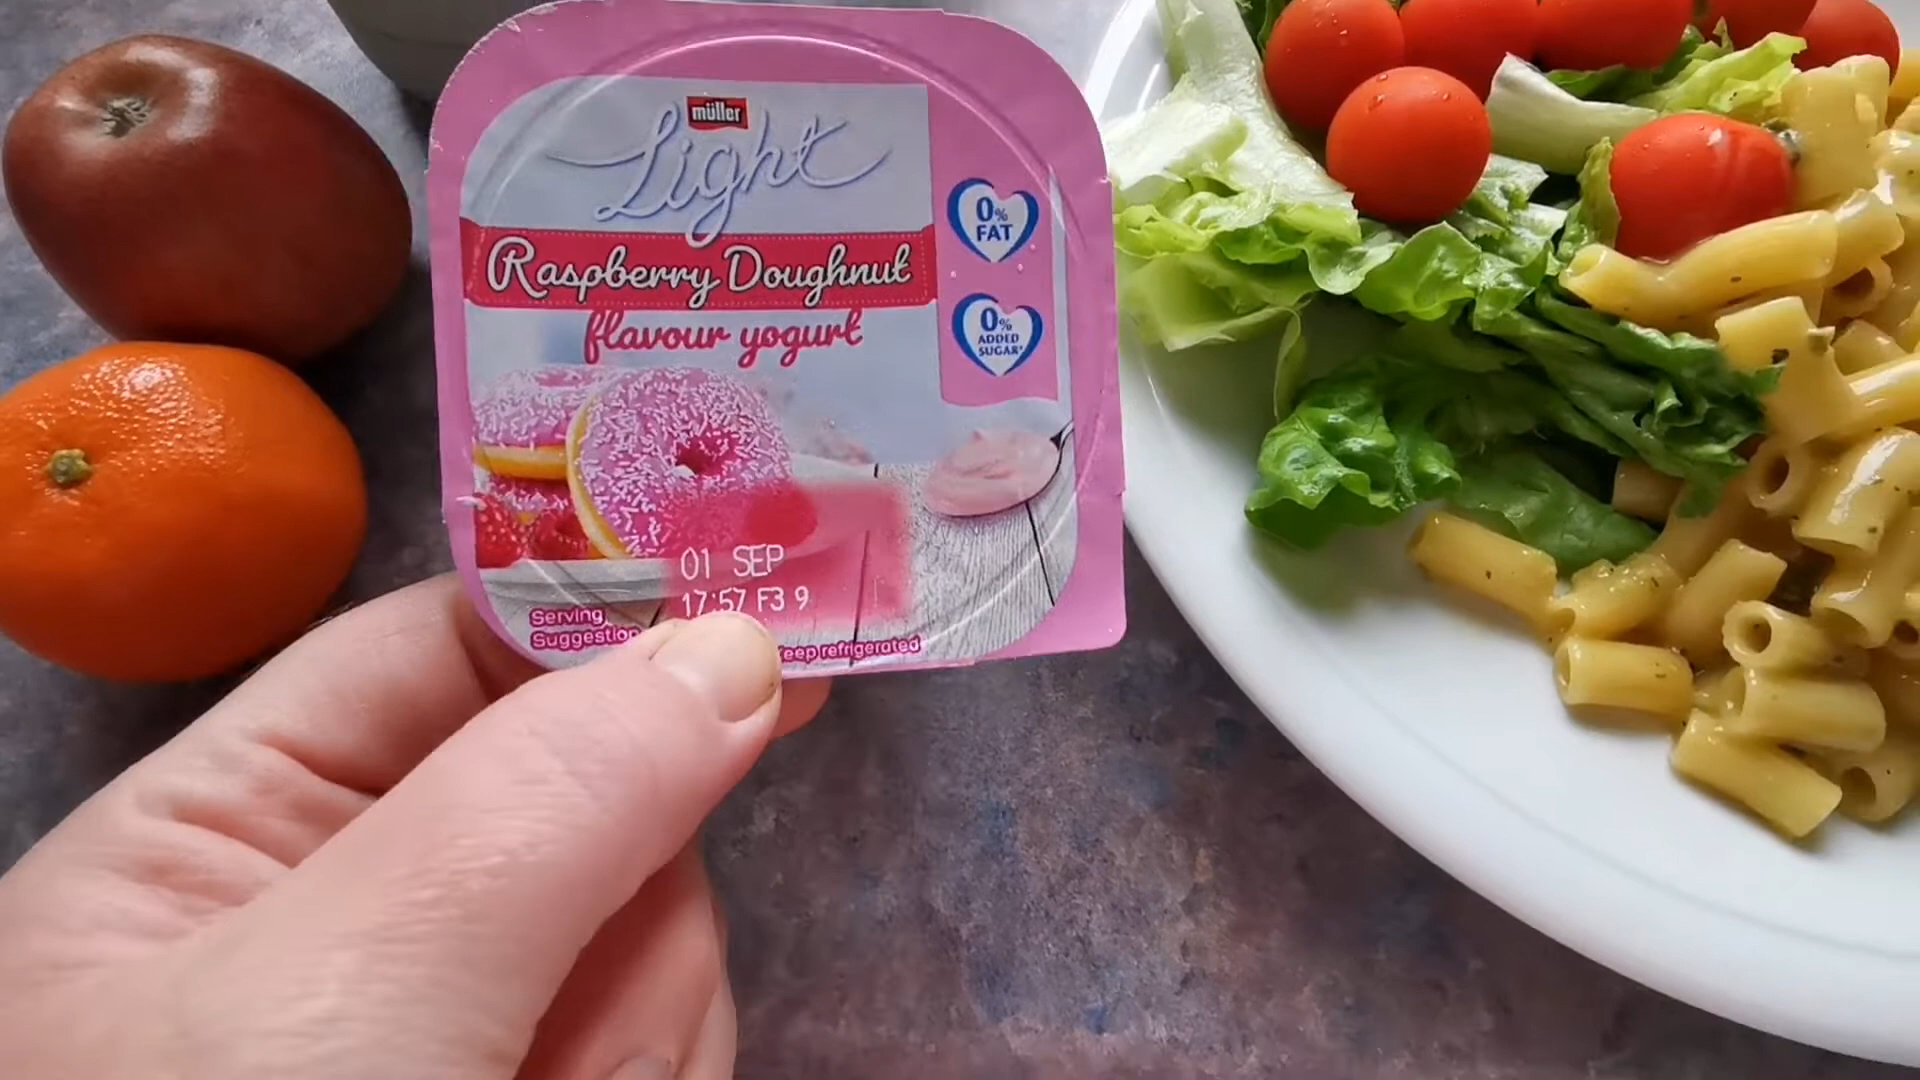 müller
Light
Raspberry Doughnut
flavour yogurt
0%
FAT
0%
ADDED
SUGAR*
01 SEP
17:57 F3 9
Serving
Suggestion
refrigerated